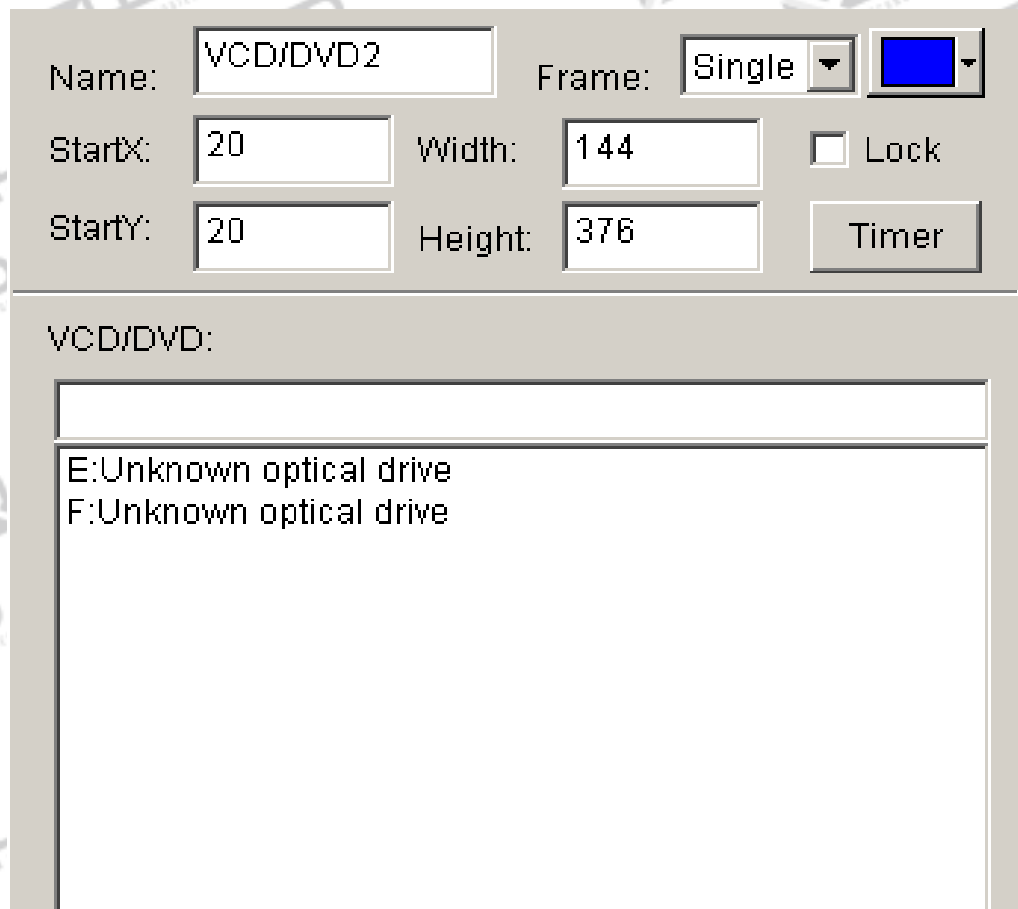 Name: VCD/DVD2 Frame: Single
StartX: 20 Width: 144 Lock
StartY: 20 Height: 376 Timer
VCD/DVD:
E:Unknown optical drive
F:Unknown optical drive